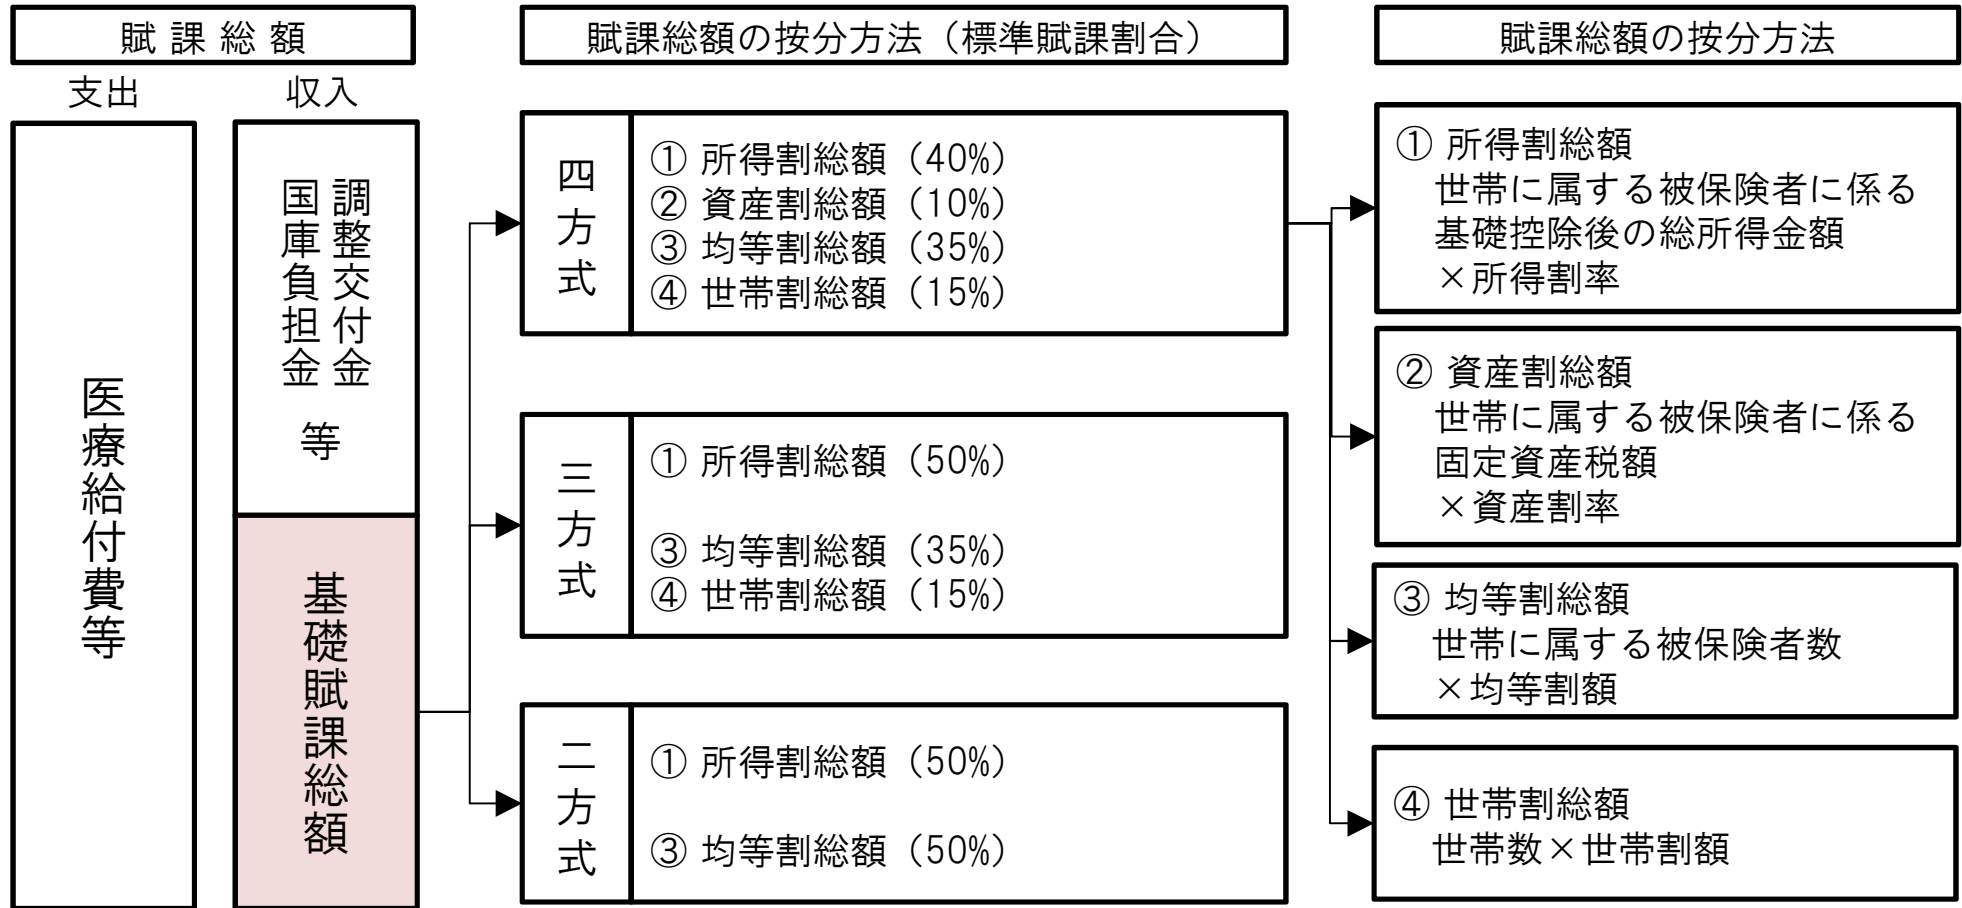 賦課総額
支出
収入
医療給付費等
調整交付金
国庫負担金
等
基礎賦課総額
賦課総額の按分方法（標準賦課割合）
四方式
① 所得割総額（40%）
② 資産割総額（10%）
③ 均等割総額（35%）
④ 世帯割総額（15%）
三方式
① 所得割総額（50%）
③ 均等割総額（35%）
④ 世帯割総額（15%）
二方式
① 所得割総額（50%）
③ 均等割総額（50%）
賦課総額の按分方法
① 所得割総額
世帯に属する被保険者に係る
基礎控除後の総所得金額
×所得割率
② 資産割総額
世帯に属する被保険者に係る
固定資産税額
×資産割率
③ 均等割総額
世帯に属する被保険者数
×均等割額
④ 世帯割総額
世帯数×世帯割額